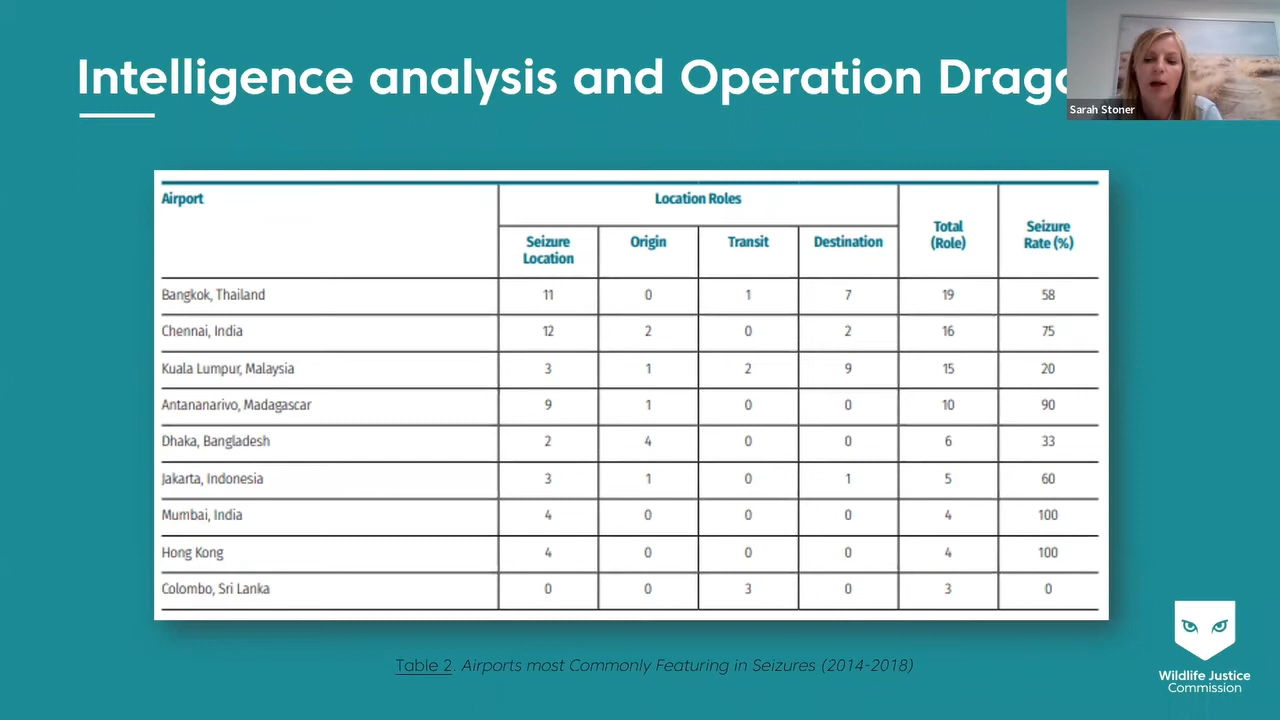 Intelligence analysis and Operation
Sarah Stoner
Airport Location Roles Total (Role) Seizure Rate (%)
Seizure Location Origin Transit Destination
Bangkok, Thailand 11 0 1 7 19 58
Chennai, India 12 2 0 2 16 75
Kuala Lumpur, Malaysia 3 1 2 9 15 20
Antananarivo, Madagascar 9 1 0 0 10 90
Dhaka, Bangladesh 2 4 0 0 6 33
Jakarta, Indonesia 3 1 0 1 5 60
Mumbai, India 4 0 0 0 4 100
Hong Kong 4 0 0 0 4 100
Colombo, Sri Lanka 0 0 3 0 3 0
Table 2. Airports most Commonly Featuring in Seizures (2014-2018)
Wildlife Justice
Commission